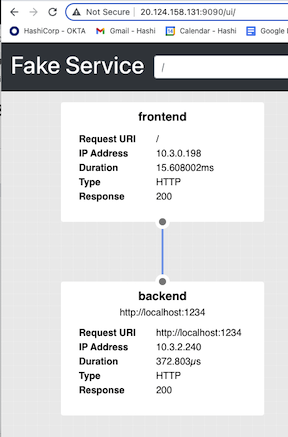 Not Secure | 20.124.158.131:9090/ui/
HashiCorp - OKTA Gmail - Hashi Calendar - Hashi Google
Fake Service /
frontend
Request URI /
IP Address 10.3.0.198
Duration 15.608002ms
Type HTTP
Response 200
backend
http://localhost:1234
Request URI http://localhost:1234
IP Address 10.3.2.240
Duration 372.803µs
Type HTTP
Response 200